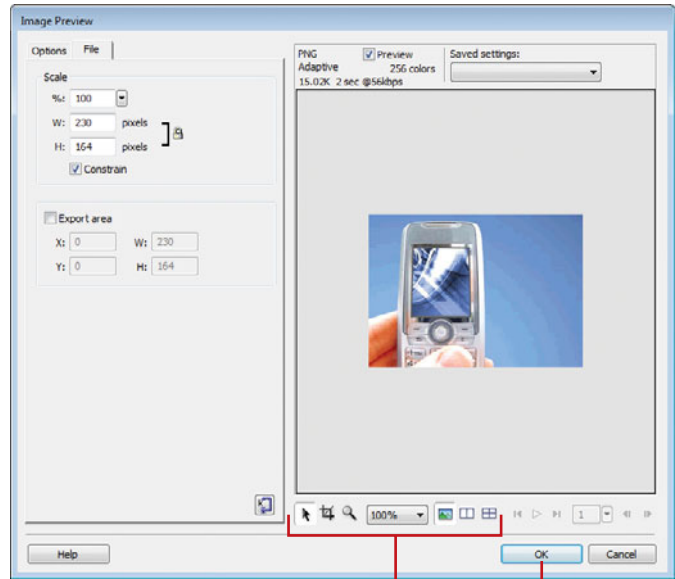 Image Preview
Options File
Scale
%: 100
W: 230 pixels
H: 164 pixels
Constrain
Export area
X: 0 W: 230
Y: 0 H: 164
PNG Preview
Adaptive 256 colors
15.02K 2 sec @56kbps
Saved settings:
100%
1
Help
OK
Cancel